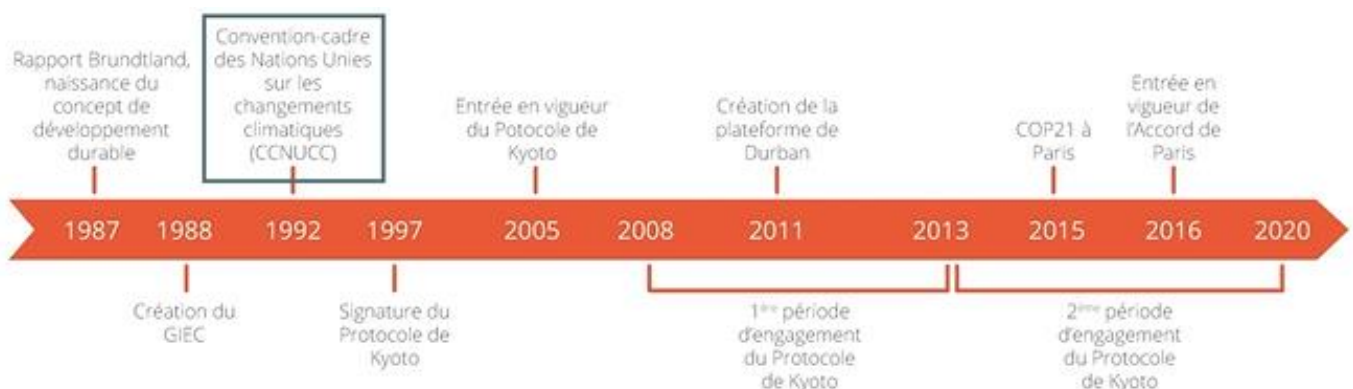 Rapport Brundtland,
naissance du
concept de
développement
durable
Convention-cadre
des Nations Unies
sur les
changements
climatiques
(CCNUCC)
Entrée en vigueur
du Potocole de
Kyoto
Création de la
plateforme de
Durban
COP21 à
Paris
Entrée en
vigueur de
l'Accord de
Paris
1987 1988 1992 1997 2005 2008 2011 2013 2015 2016 2020
Création du
GIEC
Signature du
Protocole de
Kyoto
1ère période
d'engagement
du Protocole
de Kyoto
2ème période
d'engagement
du Protocole
de Kyoto